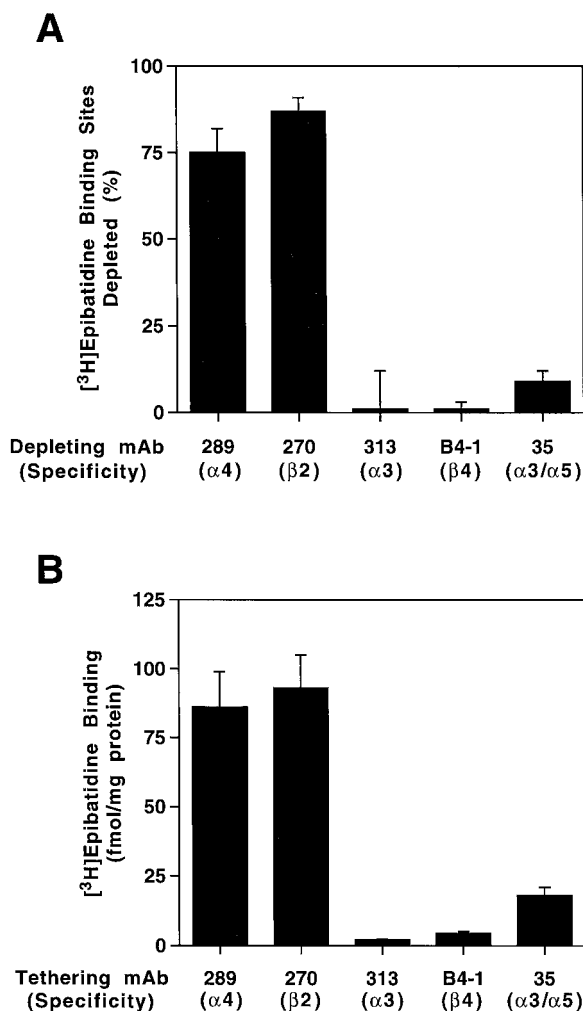 A
[³H]Epibatidine Binding Sites
Depleted (%)
100
75
50
25
0
Depleting mAb 289 270 313 B4-1 35
(Specificity) (α4) (β2) (α3) (β4) (α3/α5)
B
[³H]Epibatidine Binding
(fmol/mg protein)
125
100
75
50
25
0
Tethering mAb 289 270 313 B4-1 35
(Specificity) (α4) (β2) (α3) (β4) (α3/α5)